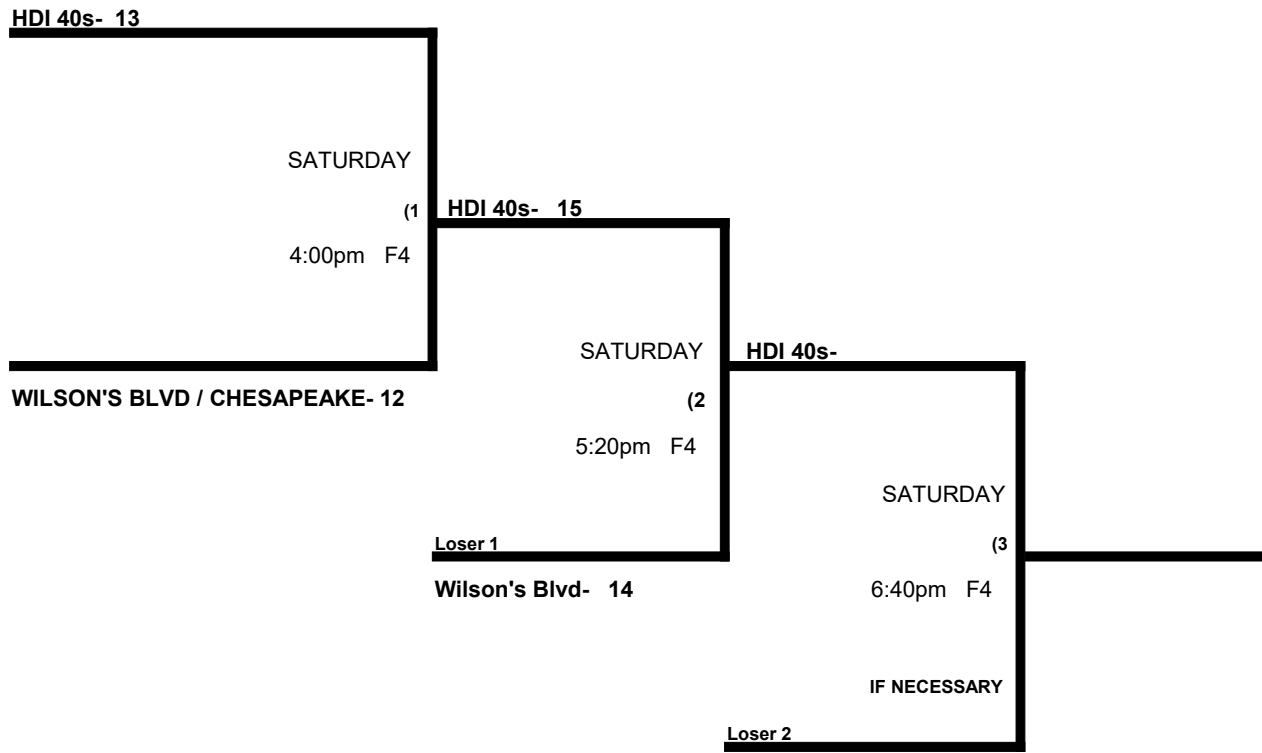 HDI 40s- 13
SATURDAY
(1
HDI 40s- 15
4:00pm F4
SATURDAY
HDI 40s-
WILSON'S BLVD / CHESAPEAKE- 12
(2
5:20pm F4
SATURDAY
Loser 1
(3
Wilson's Blvd- 14
6:40pm F4
IF NECESSARY
Loser 2